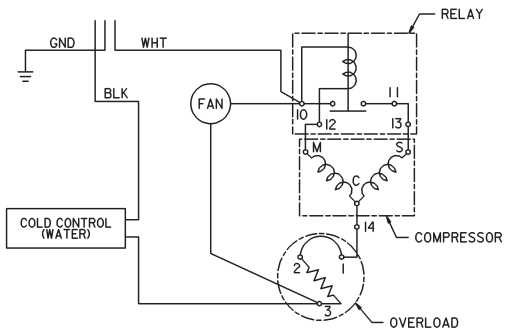 RELAY
GND
WHT
BLK
FAN
10
11
12
13
M
S
C
COLD CONTROL
(WATER)
14
COMPRESSOR
2
1
3
OVERLOAD